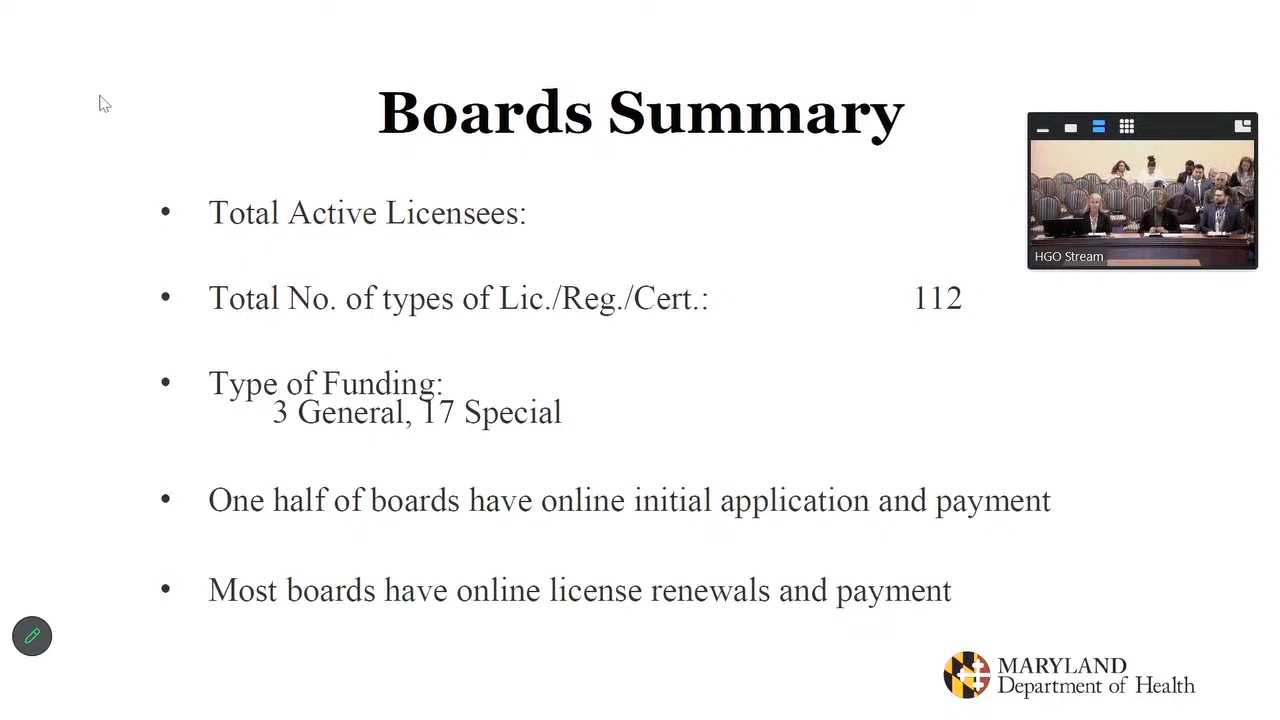 Boards Summary
• Total Active Licensees:
• Total No. of types of Lic./Reg./Cert.: 112
• Type of Funding:
3 General, 17 Special
• One half of boards have online initial application and payment
• Most boards have online license renewals and payment
HGO Stream
MARYLAND
Department of Health